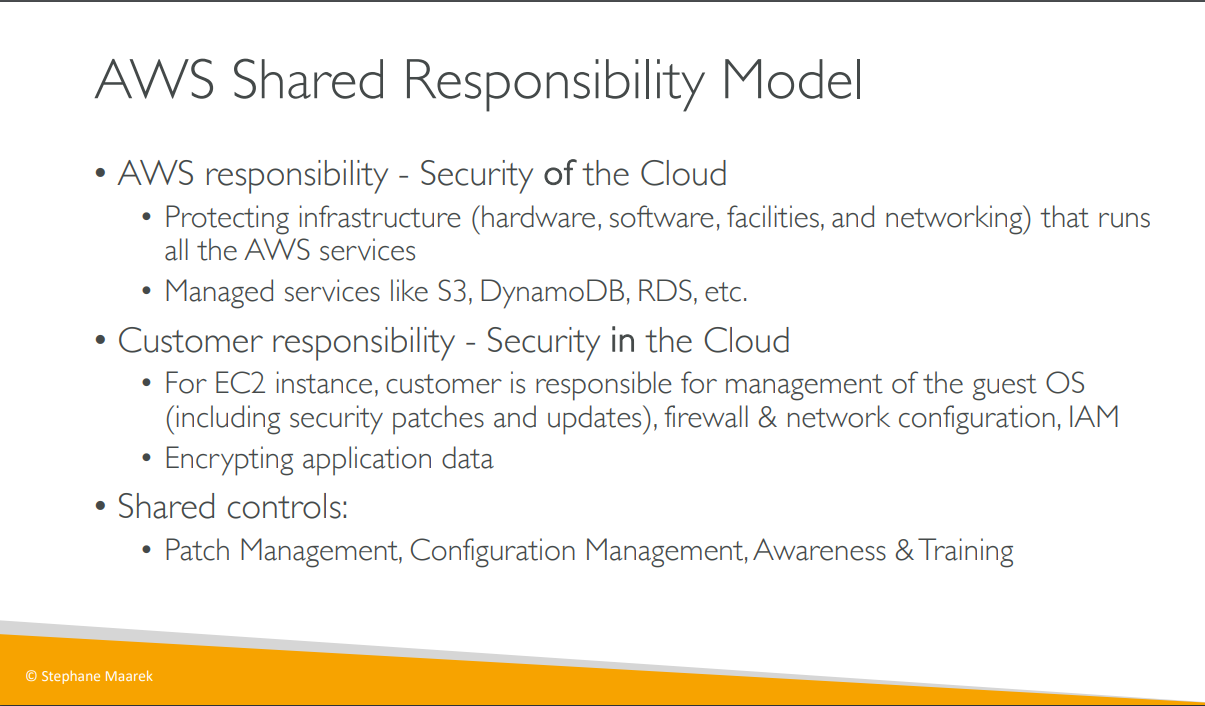 AWS Shared Responsibility Model
• AWS responsibility - Security of the Cloud
• Protecting infrastructure (hardware, software, facilities, and networking) that runs
all the AWS services
• Managed services like S3, DynamoDB, RDS, etc.
• Customer responsibility - Security in the Cloud
• For EC2 instance, customer is responsible for management of the guest OS
(including security patches and updates), firewall & network configuration, IAM
• Encrypting application data
• Shared controls:
• Patch Management, Configuration Management, Awareness & Training
© Stephane Maarek